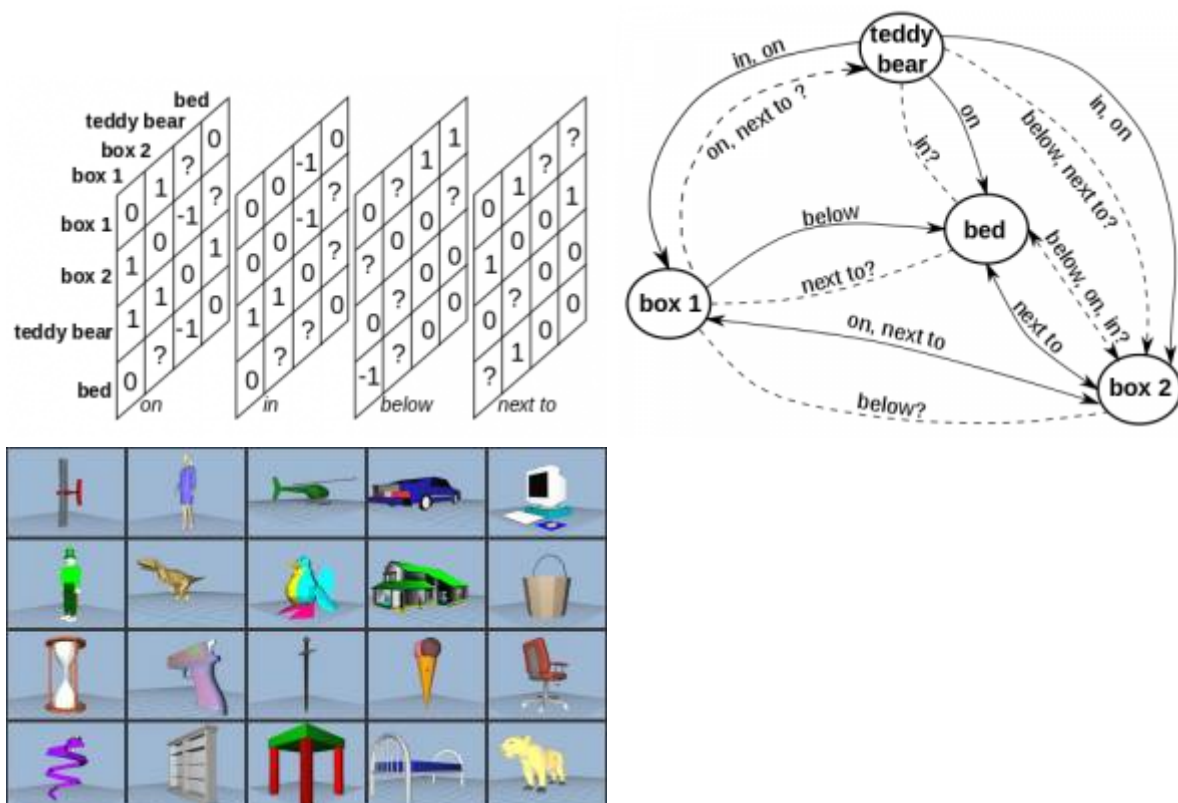 bed
teddy bear
box 2
box 1
box 1
box 2
teddy bear
bed
0 1 ? 0
1 0 -1 ?
1 1 0 1
0 ? -1 0
on
0 0 -1 0
0 0 -1 ?
1 1 0 ?
0 ? ? 0
in
0 ? 1 1
? 0 0 ?
0 ? 0 0
-1 ? 0 0
below
0 1 ? ?
1 0 0 1
? ? 0 0
? 1 0 0
next to
teddy
bear
in, on
on, next to ?
in?
on
below, next to?
in, on
bed
below
next to?
below, on, in?
next to
box 1
on, next to
box 2
below?